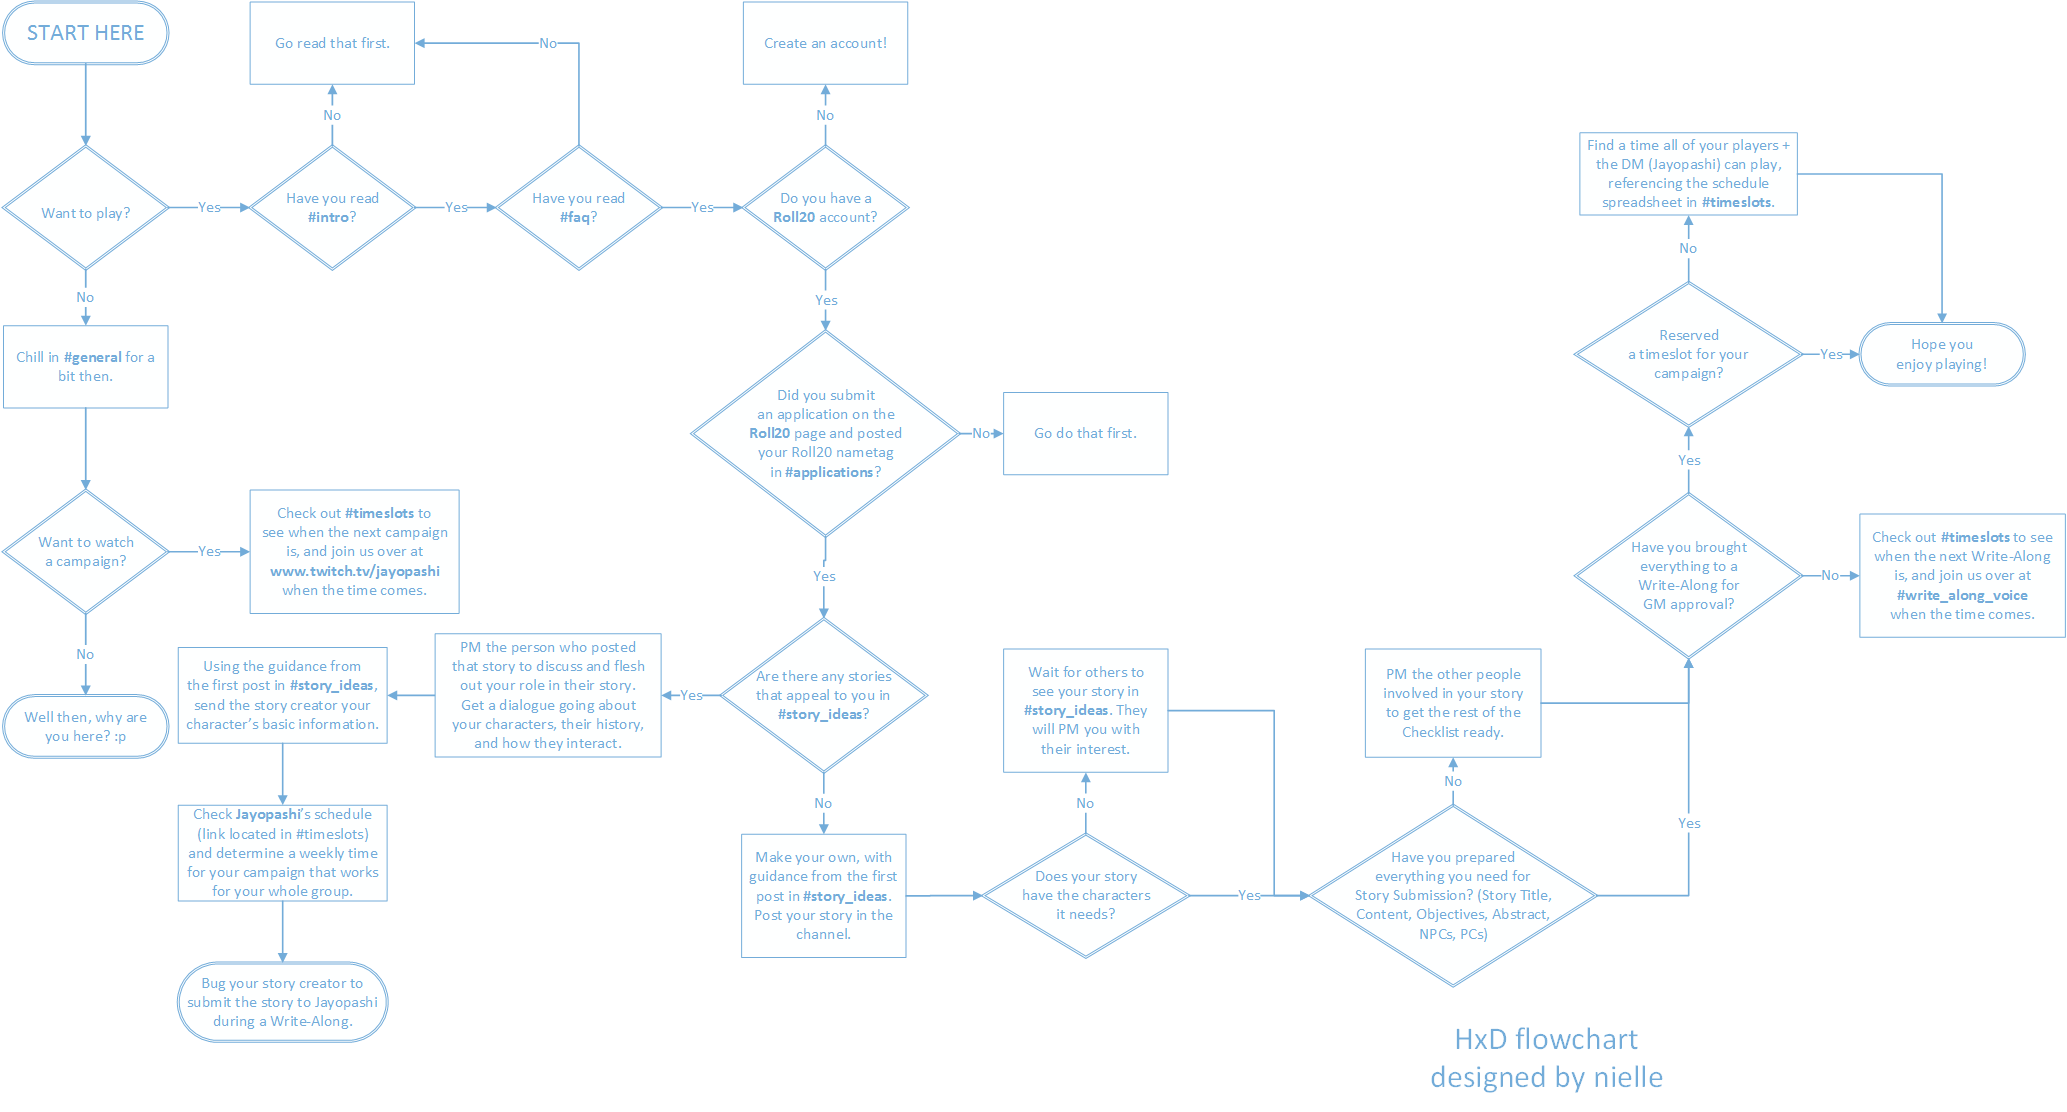 START HERE
Want to play?
Yes
No
Have you read
#intro?
No
Go read that first.
Yes
Have you read
#faq?
No
Yes
Do you have a
Roll20 account?
No
Create an account!
Yes
Chill in #general for a
bit then.
Want to watch
a campaign?
Yes
Check out #timeslots to
see when the next campaign
is, and join us over at
www.twitch.tv/jayopashi
when the time comes.
No
Well then, why are
you here? :p
Did you submit
an application on the
Roll20 page and posted
your Roll20 nametag
in #applications?
No
Go do that first.
Yes
Are there any stories
that appeal to you in
#story_ideas?
Yes
PM the person who posted
that story to discuss and flesh
out your role in their story.
Get a dialogue going about
your characters, their history,
and how they interact.
Using the guidance from
the first post in #story_ideas,
send the story creator your
character's basic information.
Check Jayopashi's schedule
(link located in #timeslots)
and determine a weekly time
for your campaign that works
for your whole group.
Bug your story creator to
submit the story to Jayopashi
during a Write-Along.
No
Make your own, with
guidance from the first
post in #story_ideas.
Post your story in the
channel.
Does your story
have the characters
it needs?
No
Wait for others to
see your story in
#story_ideas. They
will PM you with
their interest.
Yes
Have you prepared
everything you need for
Story Submission? (Story Title,
Content, Objectives, Abstract,
NPCs, PCs)
No
PM the other people
involved in your story
to get the rest of the
Checklist ready.
Yes
Have you brought
everything to a
Write-Along for
GM approval?
No
Check out #timeslots to see
when the next Write-Along
is, and join us over at
#write_along_voice
when the time comes.
Yes
Reserved
a timeslot for your
campaign?
No
Find a time all of your players +
the DM (Jayopashi) can play,
referencing the schedule
spreadsheet in #timeslots.
Yes
Hope you
enjoy playing!
HxD flowchart
designed by nielle